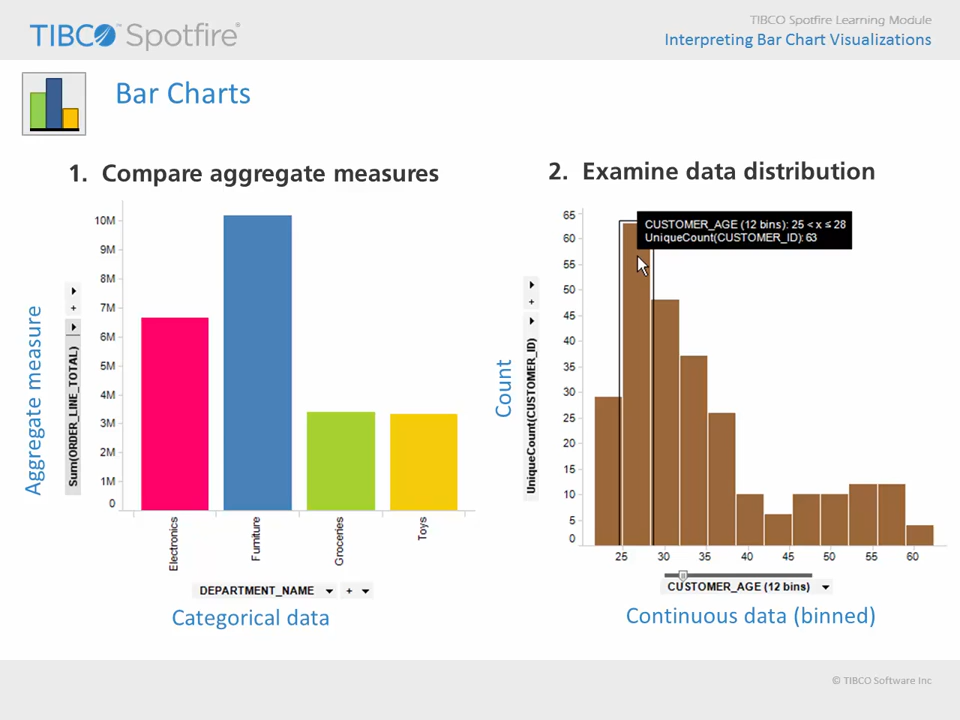 TIBCO™ Spotfire®
TIBCO Spotfire Learning Module
Interpreting Bar Chart Visualizations
Bar Charts
1. Compare aggregate measures
Aggregate measure
Sum(ORDER_LINE_TOTAL)
+
10M
9M
8M
7M
6M
5M
4M
3M
2M
1M
0
Electronics
Furniture
Groceries
Toys
DEPARTMENT_NAME
+
Categorical data
2. Examine data distribution
Count
UniqueCount(CUSTOMER_ID)
+
CUSTOMER_AGE (12 bins): 25 < x ≤ 28
UniqueCount(CUSTOMER_ID): 63
65
60
55
50
45
40
35
30
25
20
15
10
5
0
25
30
35
40
45
50
55
60
CUSTOMER_AGE (12 bins)
Continuous data (binned)
© TIBCO Software Inc